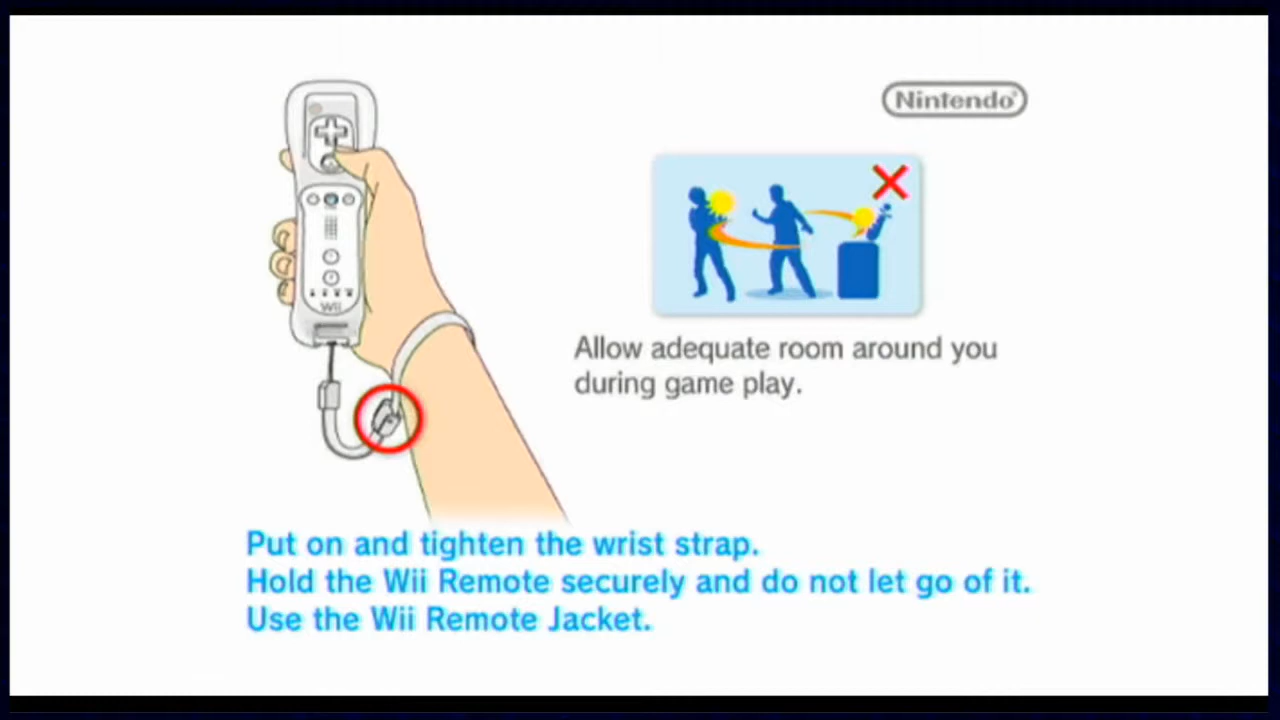 Nintendo
Wii
Allow adequate room around you
during game play.
Put on and tighten the wrist strap.
Hold the Wii Remote securely and do not let go of it.
Use the Wii Remote Jacket.